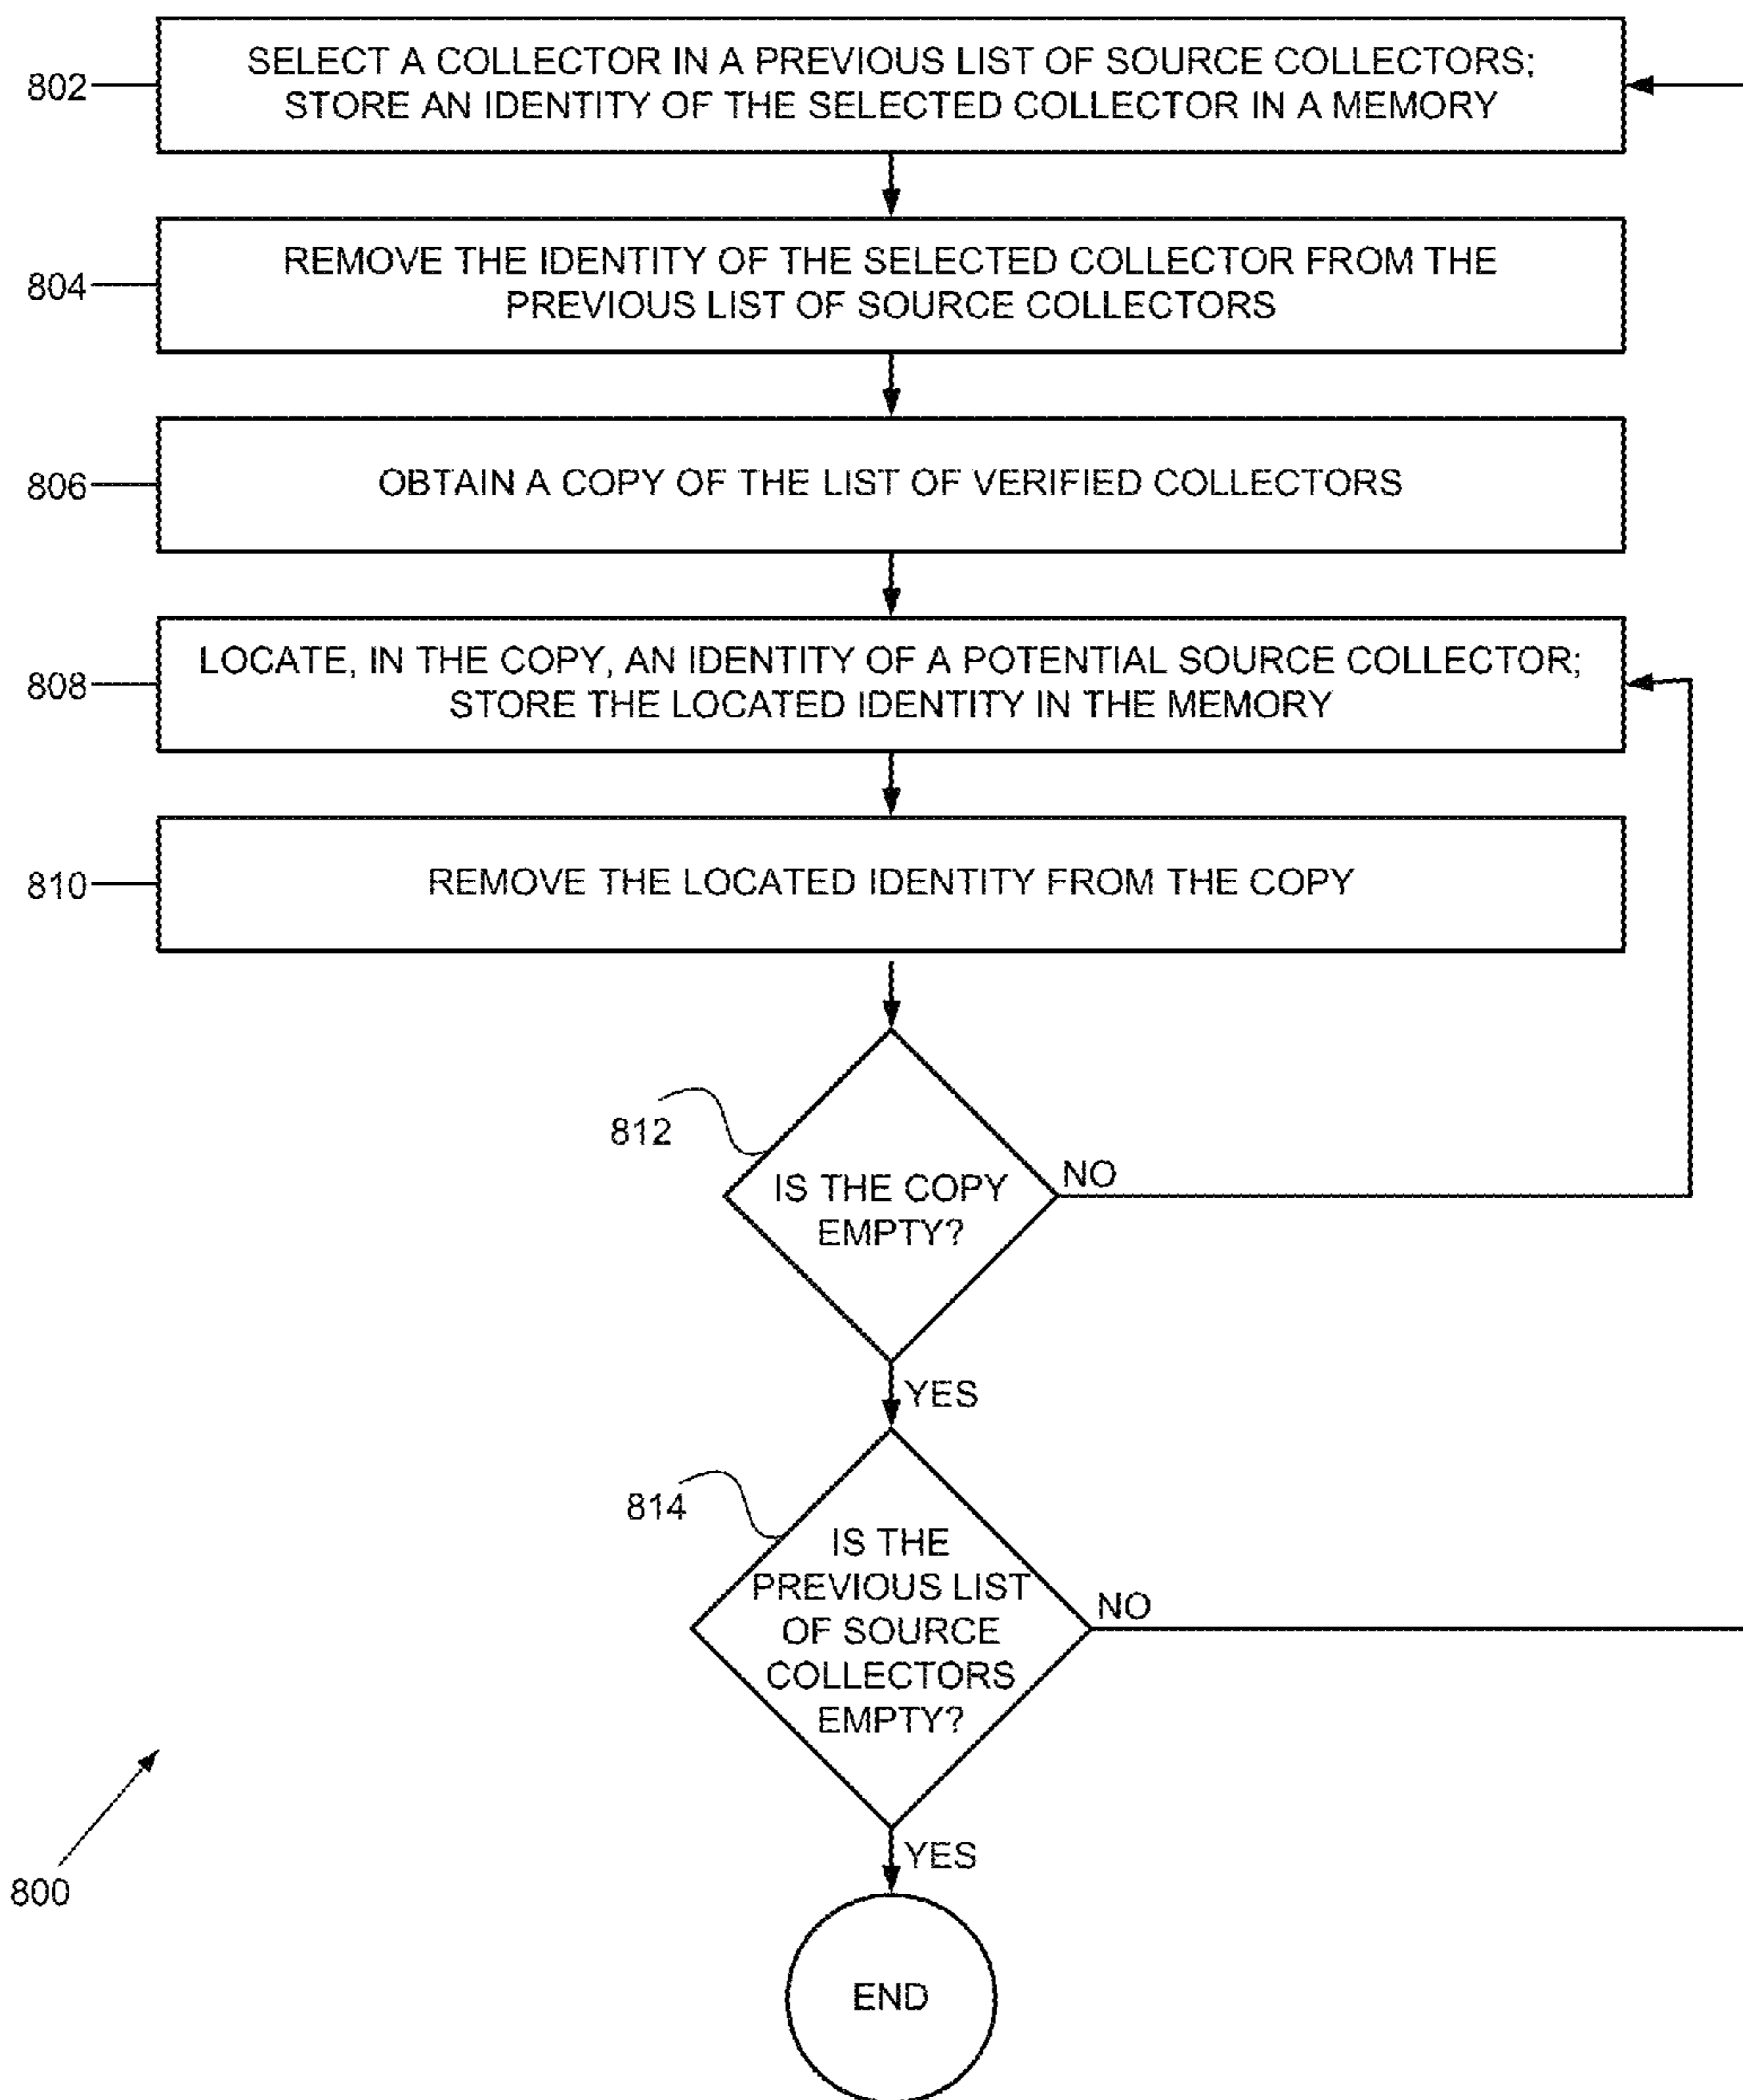 802
SELECT A COLLECTOR IN A PREVIOUS LIST OF SOURCE COLLECTORS;
STORE AN IDENTITY OF THE SELECTED COLLECTOR IN A MEMORY
804
REMOVE THE IDENTITY OF THE SELECTED COLLECTOR FROM THE
PREVIOUS LIST OF SOURCE COLLECTORS
806
OBTAIN A COPY OF THE LIST OF VERIFIED COLLECTORS
808
LOCATE, IN THE COPY, AN IDENTITY OF A POTENTIAL SOURCE COLLECTOR;
STORE THE LOCATED IDENTITY IN THE MEMORY
810
REMOVE THE LOCATED IDENTITY FROM THE COPY
812
IS THE COPY
EMPTY?
NO
YES
814
IS THE
PREVIOUS LIST
OF SOURCE
COLLECTORS
EMPTY?
NO
YES
800
END